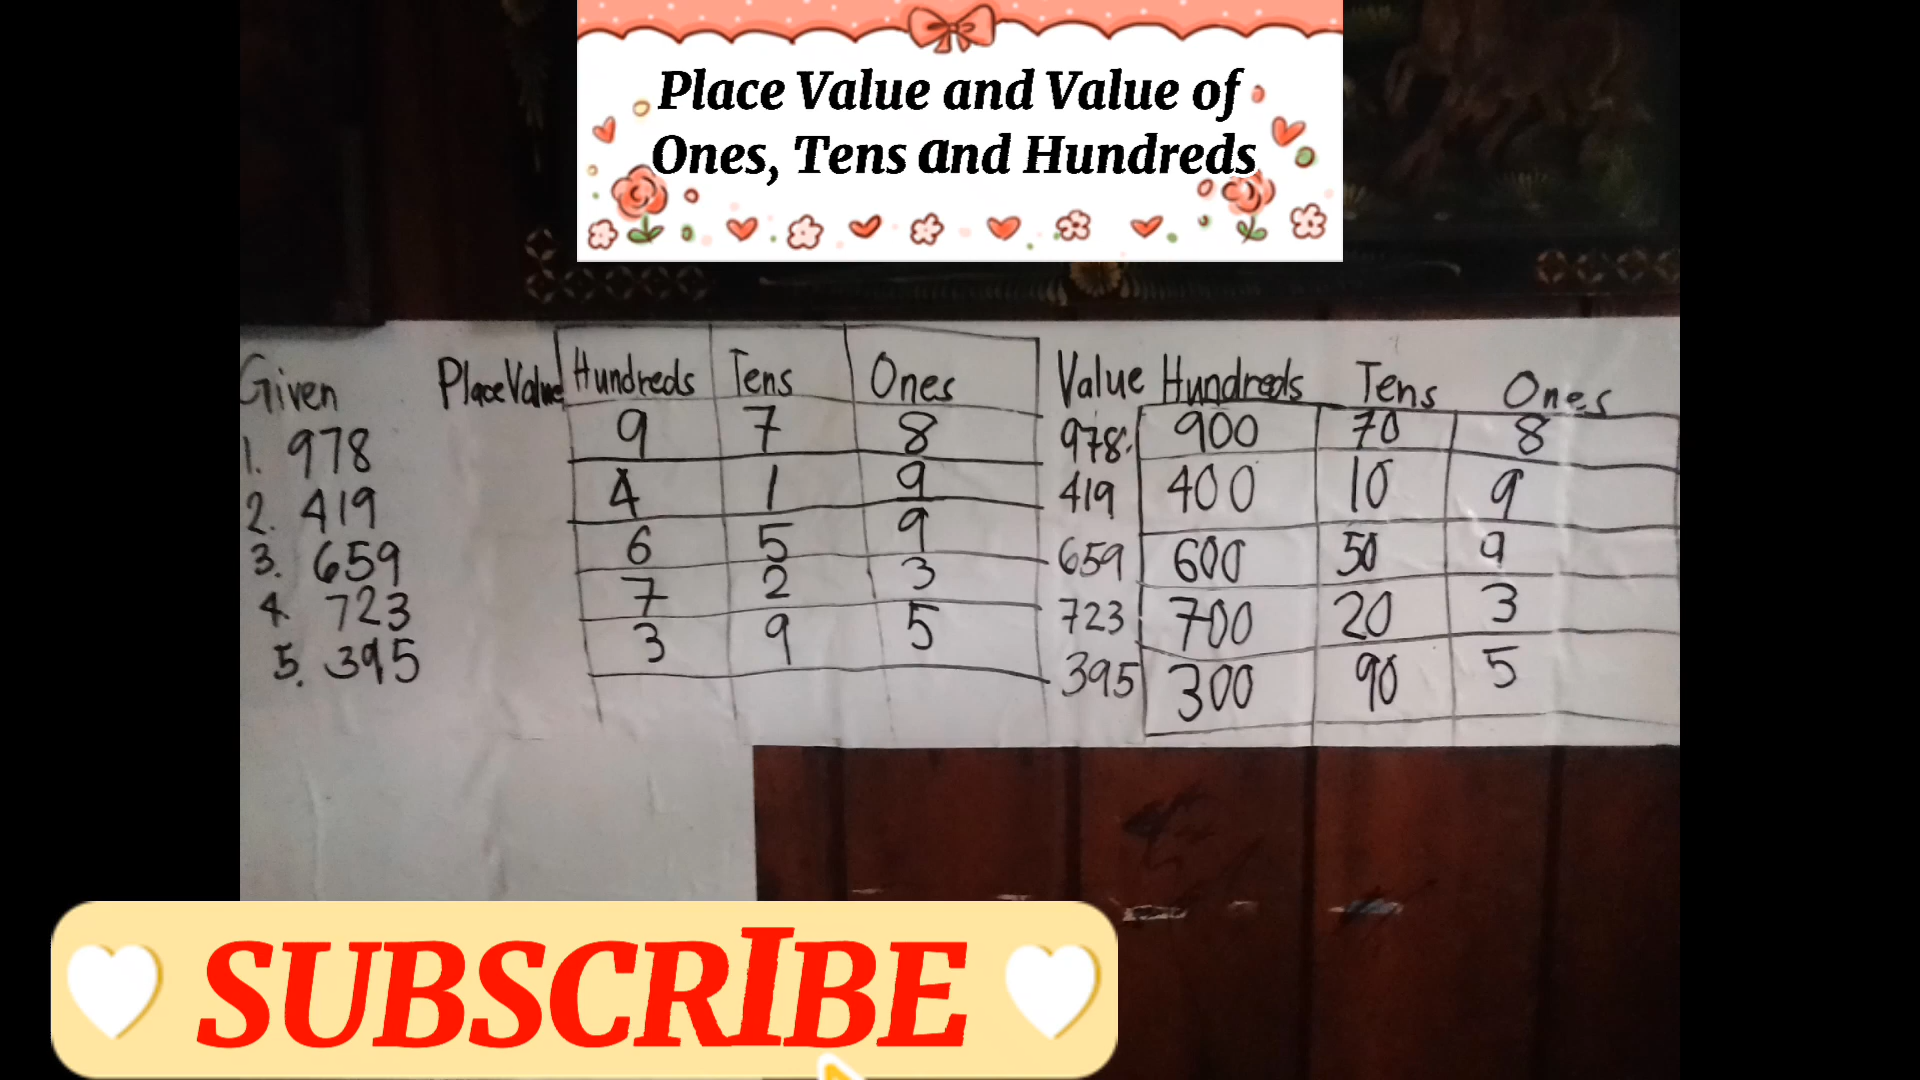 Place Value and Value of
Ones, Tens and Hundreds
Given Place Value Hundreds Tens Ones Value Hundreds Tens Ones
1. 978 9 7 8 978. 900 70 8
2. 419 4 1 9 419 400 10 9
3. 659 6 5 9 659 600 50 9
4. 723 7 2 3 723 700 20 3
5. 395 3 9 5 395 300 90 5
SUBSCRIBE